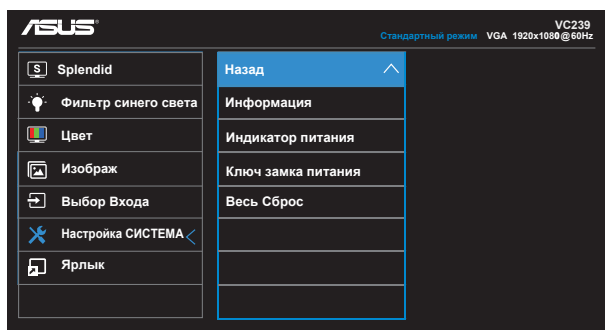 ASUS
VC239
Стандартный режим VGA 1920x1080@60Hz
S Splendid
Фильтр синего света
Цвет
Изображ
Выбор Входа
Настройка СИСТЕМА
Ярлык
Назад
Информация
Индикатор питания
Ключ замка питания
Весь Сброс